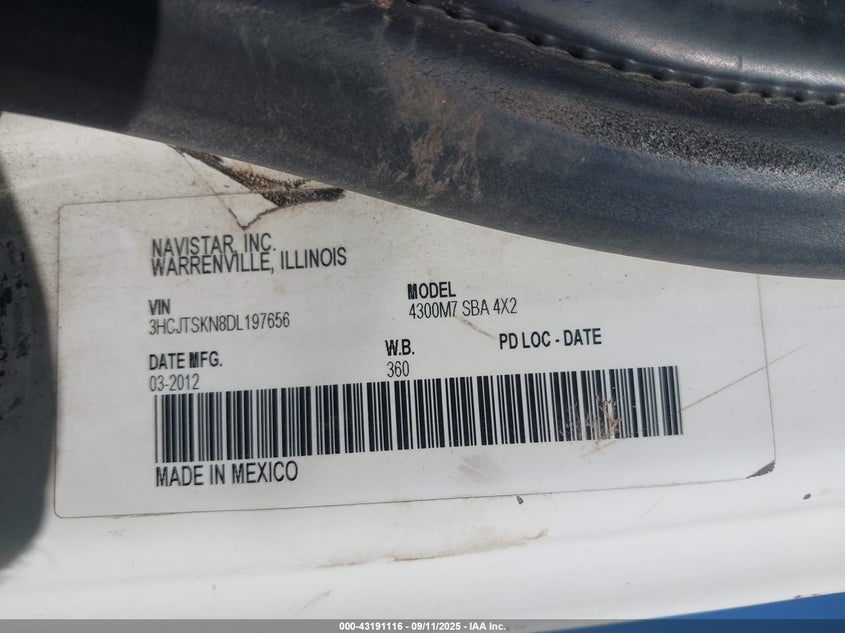 NAVISTAR, INC.
WARRENVILLE, ILLINOIS
VIN
3HCJTSKN8DL197656
MODEL
4300M7 SBA 4X2
DATE MFG.
03-2012
W.B.
360
PD LOC - DATE
MADE IN MEXICO
000-43191116 - 09/11/2025 - IAA Inc.